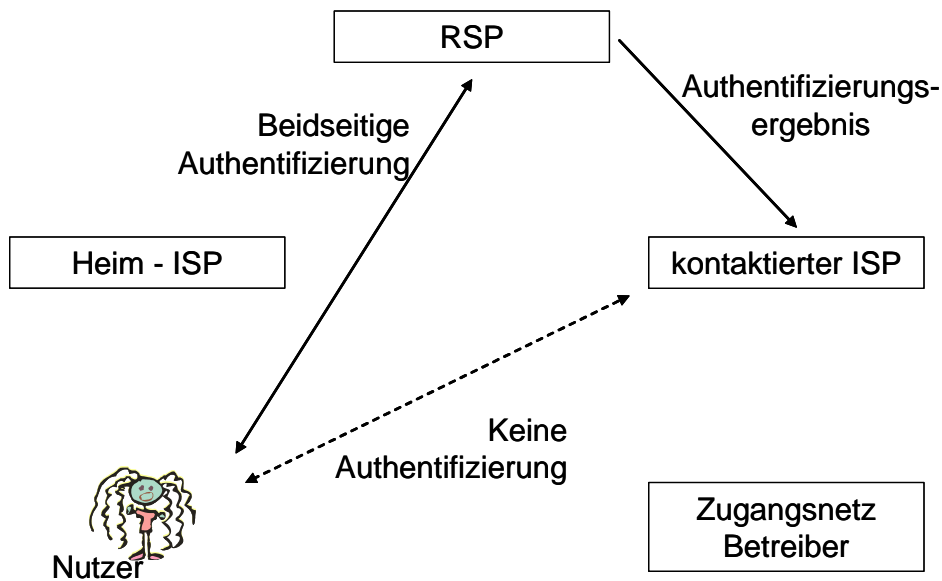 RSP
Authentifizierungs-
ergebnis
Beidseitige
Authentifizierung
Heim - ISP
kontaktierter ISP
Keine
Authentifizierung
Zugangsnetz
Betreiber
Nutzer